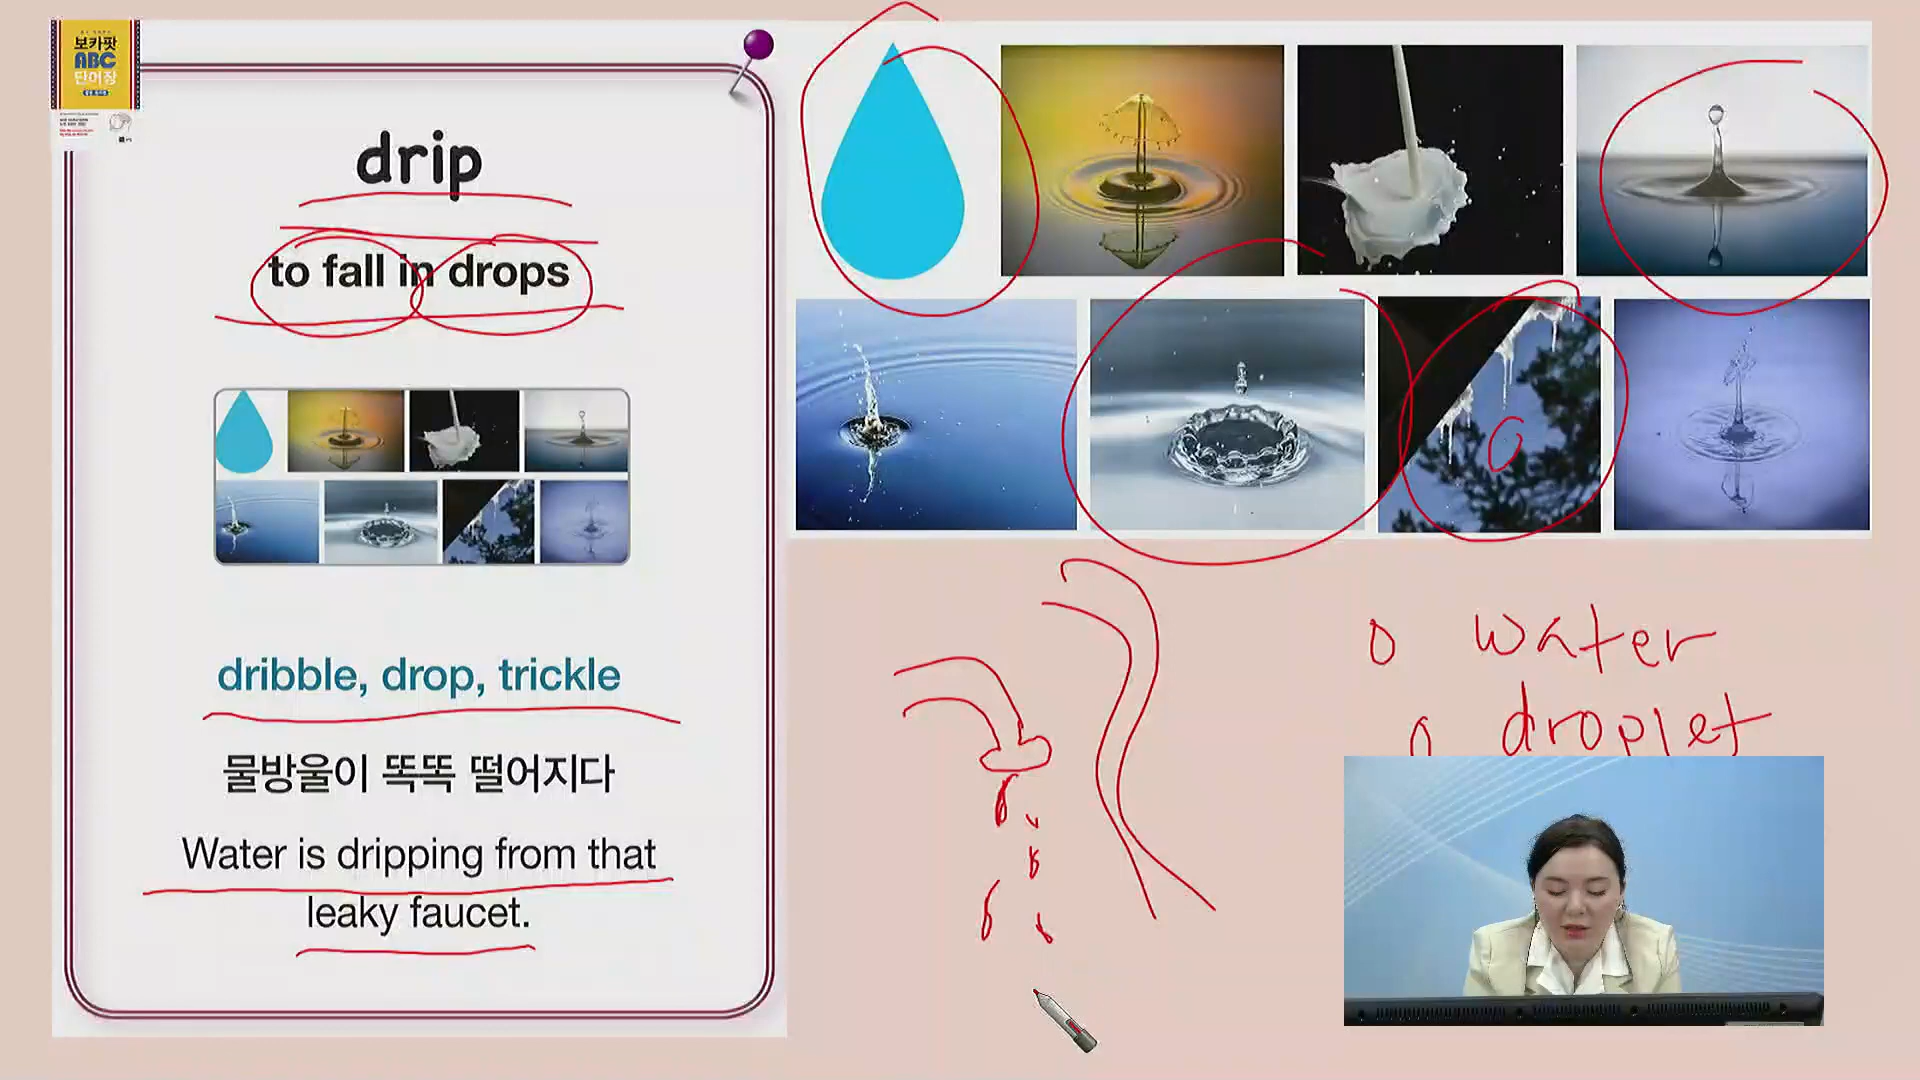 보카팟
ABC
단어장
drip
to fall in drops
dribble, drop, trickle
물방울이 똑똑 떨어지다
Water is dripping from that
leaky faucet.
water
droplet